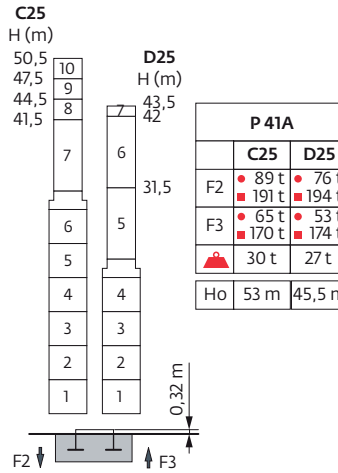 C25
H (m)
50,5
47,5
44,5
41,5
10
9
8
7
6
5
4
3
2
1
D25
H (m)
43,5
42
31,5
7
6
5
4
3
2
1
P 41A
C25 D25
F2 ● 89 t ● 76 t
■ 191 t ■ 194 t
F3 ● 65 t ● 53 t
■ 170 t ■ 174 t
30 t 27 t
Ho 53 m 45,5 m
0,32 m
F2 F3